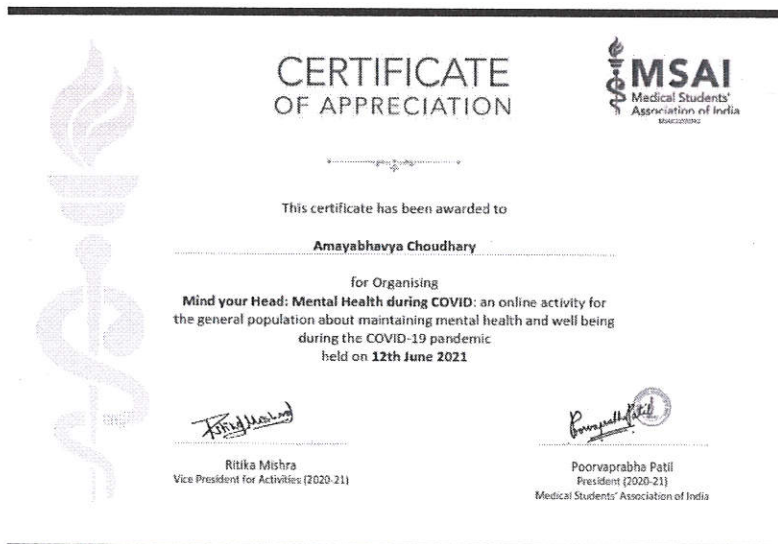 CERTIFICATE
OF APPRECIATION
MSAI
Medical Students'
Association of India
This certificate has been awarded to
Amayabhavya Choudhary
for Organising
Mind your Head: Mental Health during COVID: an online activity for
the general population about maintaining mental health and well being
during the COVID-19 pandemic
held on 12th June 2021
Ritika Mishra
Vice President for Activities (2020-21)
Poorvaprabha Patil
President (2020-21)
Medical Students' Association of India